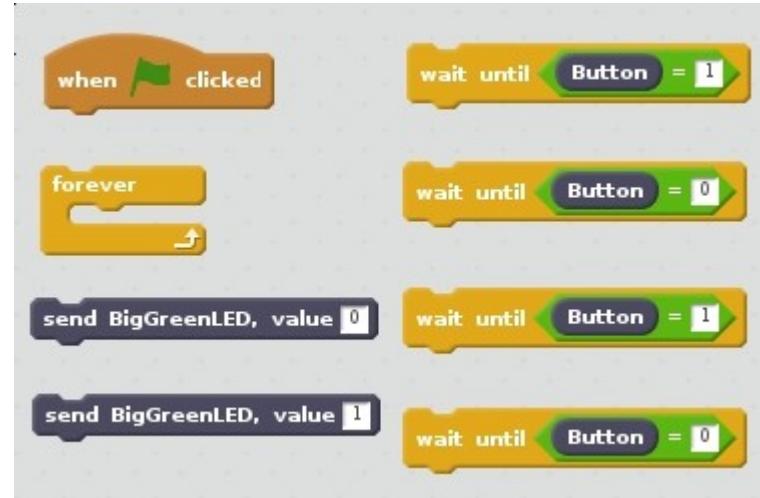 when clicked
forever
send BigGreenLED, value 0
send BigGreenLED, value 1
wait until Button = 1
wait until Button = 0
wait until Button = 1
wait until Button = 0